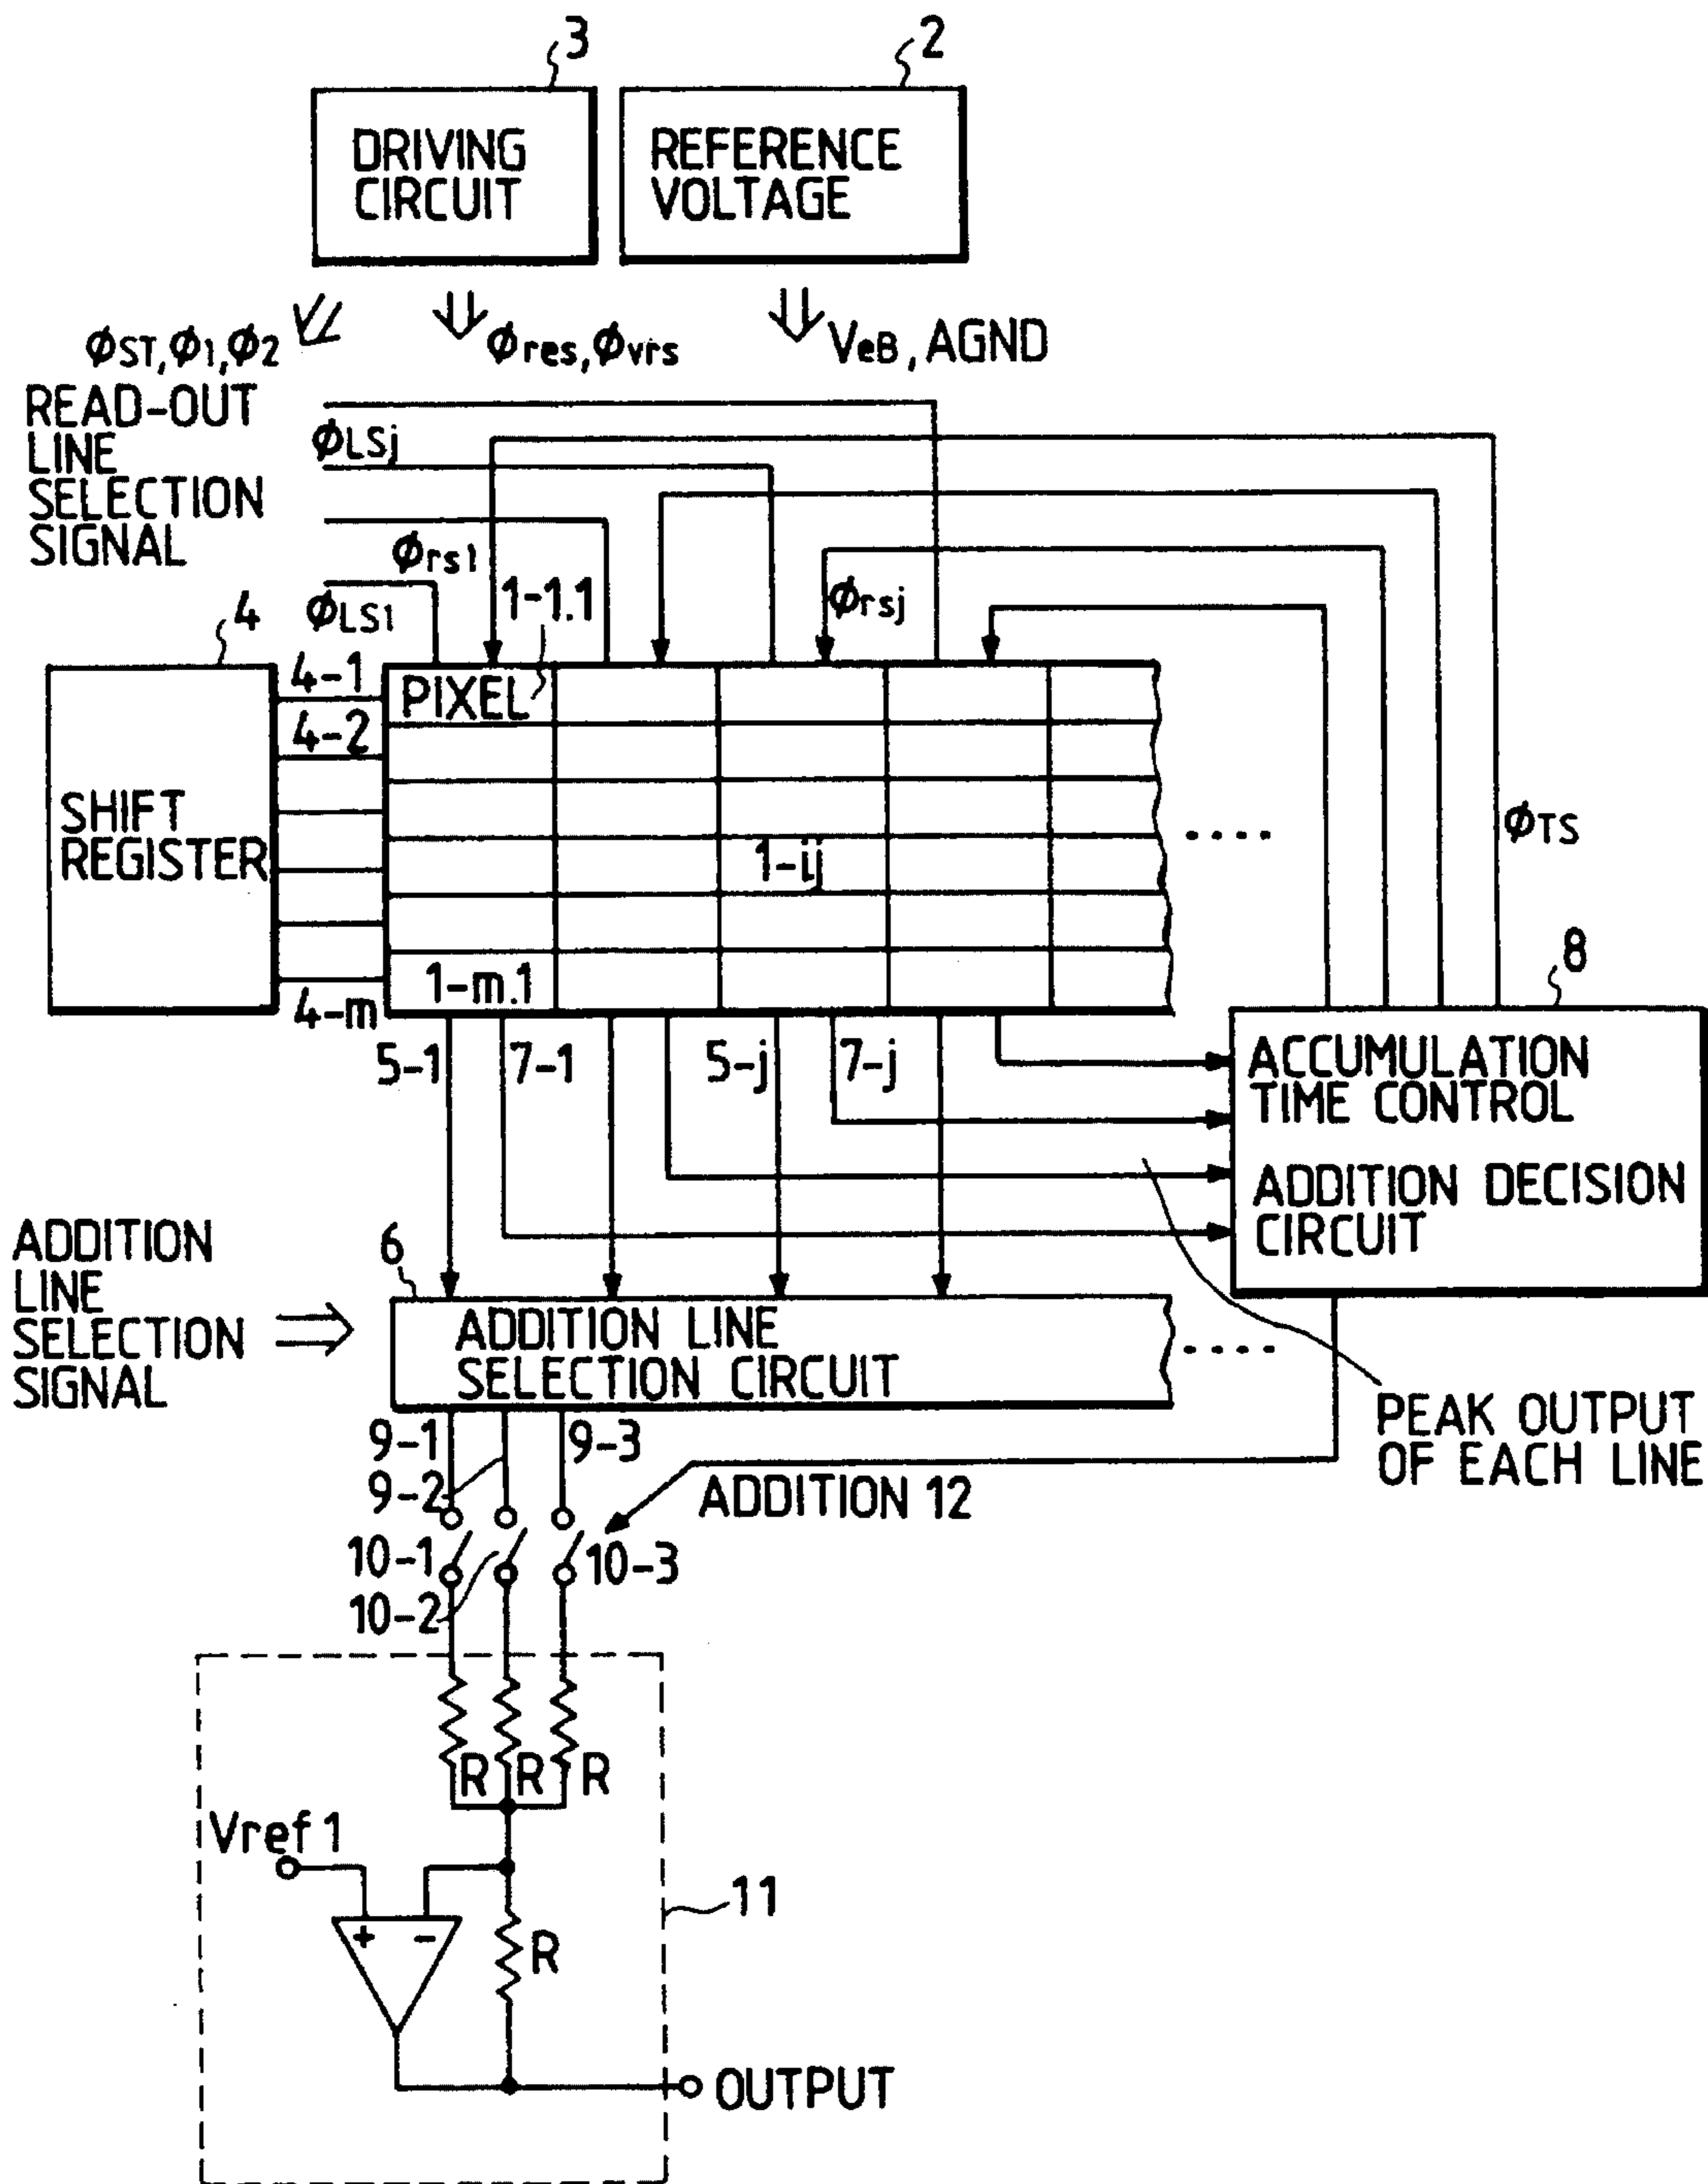 3
2
DRIVING
CIRCUIT
REFERENCE
VOLTAGE
ϕST,ϕ1,ϕ2
ϕres,ϕvrs
VeB, AGND
READ-OUT
LINE
SELECTION
SIGNAL
ϕLSj
ϕrs1
ϕLS1
1-1.1
ϕrsj
4
4-1
PIXEL
4-2
SHIFT
REGISTER
1-ij
....
ϕTS
1-m.1
4-m
8
5-1
7-1
5-j
7-j
ACCUMULATION
TIME CONTROL
ADDITION DECISION
CIRCUIT
ADDITION
LINE
SELECTION
SIGNAL
6
ADDITION LINE
SELECTION CIRCUIT
....
PEAK OUTPUT
OF EACH LINE
9-1
9-3
9-2
ADDITION 12
10-1
10-3
10-2
R
R
R
Vref 1
11
+
-
R
OUTPUT